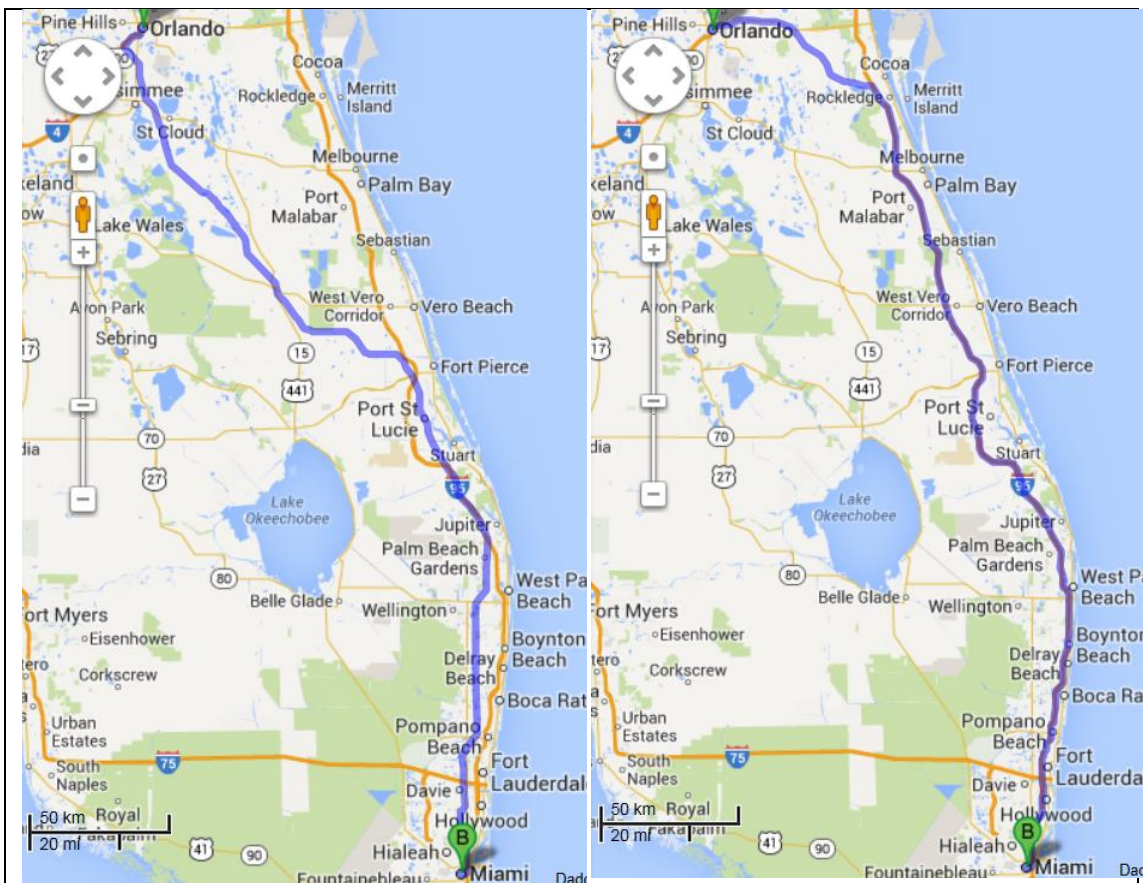 Pine Hills
Orlando
Cocoa
Rockledge
Merritt
Island
St Cloud
4
Melbourne
Palm Bay
Port
Malabar
Lake Wales
Sebastian
Avon Park
West Vero
Corridor
Vero Beach
Sebring
17
15
441
Fort Pierce
Port St
Lucie
70
27
Stuart
95
Lake
Okeechobee
Jupiter
Palm Beach
Gardens
80
West Pa
Beach
Belle Glade
Wellington
ort Myers
Eisenhower
Boynton
Beach
Delray
Beach
Corkscrew
Boca Rat
Urban
Estates
Pompano
Beach
75
South
Naples
Fort
Lauderdale
Davie
50 km
Royal
20 mi
Hollywood
B
41
90
Hialeah
Miami
Fountainebleau
Dade
Pine Hills
Orlando
Cocoa
Rockledge
Merritt
Island
4
St Cloud
Melbourne
Palm Bay
Port
Malabar
Lake Wales
Sebastian
Avon Park
West Vero
Corridor
Vero Beach
Sebring
17
15
441
Fort Pierce
Port St
Lucie
70
27
Stuart
95
Lake
Okeechobee
Jupiter
Palm Beach
Gardens
80
West P
Beach
Belle Glade
Wellington
ort Myers
Eisenhower
Boynton
Beach
Delray
Beach
Corkscrew
Boca Rat
Urban
Estates
Pompano
Beach
75
South
Naples
Fort
Lauderdale
Davie
50 km
Royal
20 mi
Hollywood
B
41
90
Hialeah
Miami
Fountainebleau